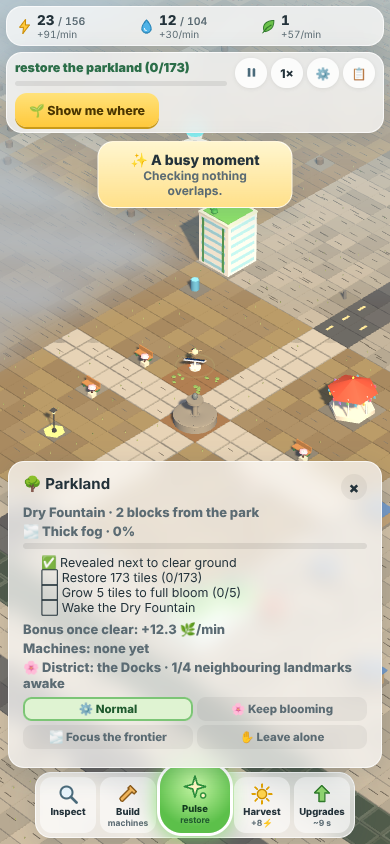 23 / 156
+91/min
12 / 104
+30/min
1
+57/min
restore the parkland (0/173)
1×
🌱 Show me where
✨ A busy moment
Checking nothing
overlaps.
🌳 Parkland
Dry Fountain · 2 blocks from the park
🌫️ Thick fog · 0%
✅ Revealed next to clear ground
Restore 173 tiles (0/173)
Grow 5 tiles to full bloom (0/5)
Wake the Dry Fountain
Bonus once clear: +12.3 🌿/min
Machines: none yet
🌸 District: the Docks · 1/4 neighbouring landmarks
awake
⚙️ Normal
🌸 Keep blooming
🌫️ Focus the frontier
✋ Leave alone
Inspect
Build
machines
Pulse
restore
Harvest
+8⚡
Upgrades
~9 s